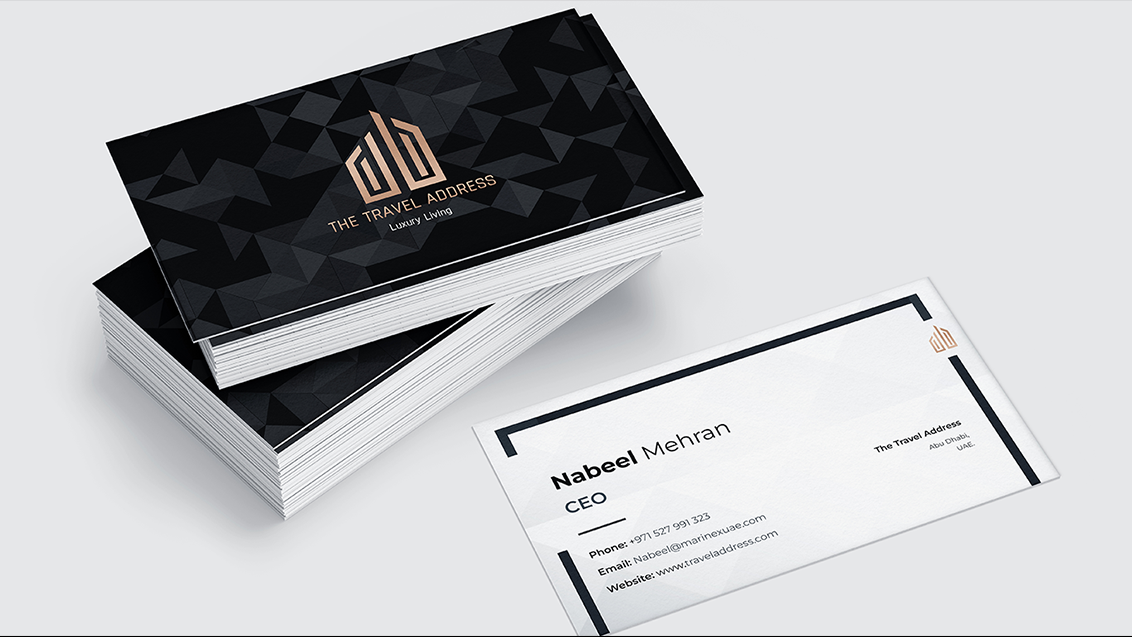 THE TRAVEL ADDRESS
Luxury Living
Nabeel Mehran
CEO
Phone: +971 527 991 323
Email: Nabeel@marinexuae.com
Website: www.traveladdress.com
The Travel Address
Abu Dhabi,
UAE.